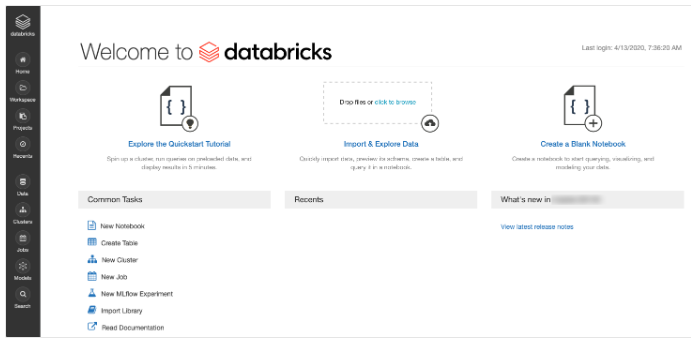 databricks
Home
Workspace
Projects
Recents
Data
Clusters
Jobs
Models
Search
Welcome to databricks
Last login: 4/13/2020, 7:38:20 AM
Drop files or click to browse
Explore the Quickstart Tutorial
Spin up a cluster, run queries on preloaded data, and
display results in 5 minutes.
Import & Explore Data
Quickly import data, preview its schema, create a table, and
query it in a notebook.
Create a Blank Notebook
Create a notebook to start querying, visualizing, and
modeling your data.
Common Tasks
New Notebook
Create Table
New Cluster
New Job
New MLflow Experiment
Import Library
Read Documentation
Recents
What's new in
View latest release notes